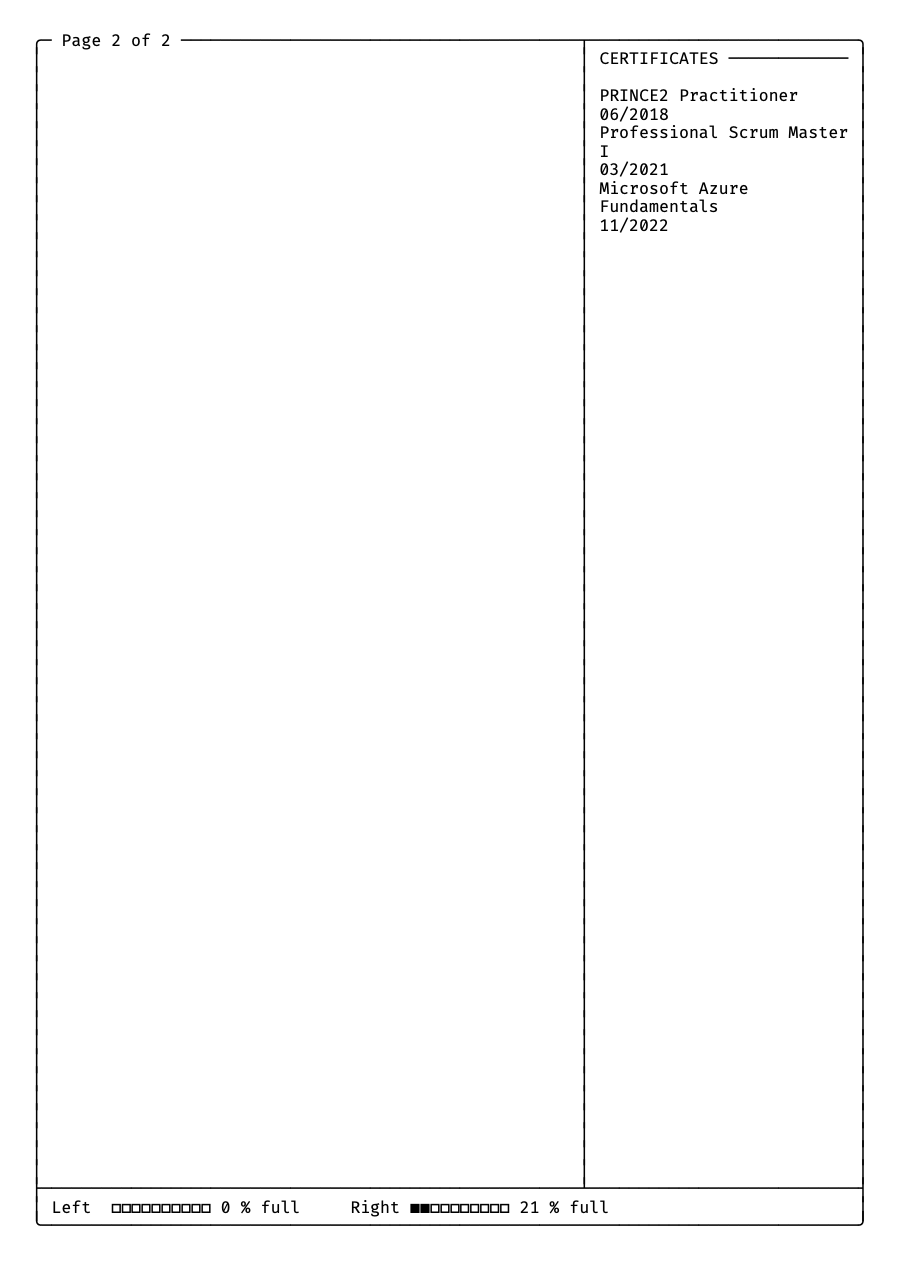 Page 2 of 2
CERTIFICATES
PRINCE2 Practitioner
06/2018
Professional Scrum Master
I
03/2021
Microsoft Azure
Fundamentals
11/2022
Left □□□□□□□□□□ 0 % full Right ■■□□□□□□□□ 21 % full